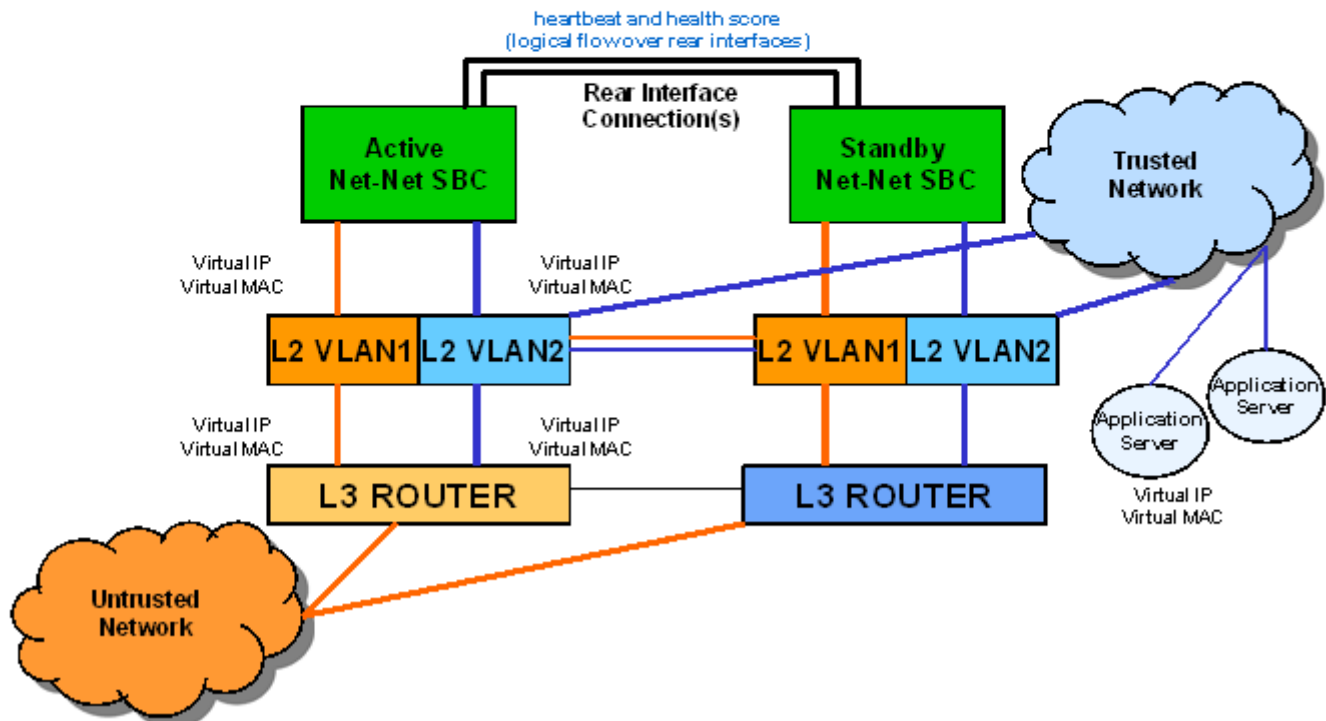 heartbeat and health score
(logical flowover rear interfaces)
Rear Interface
Connection(s)
Active
Net-Net SBC
Standby
Net-Net SBC
Trusted
Network
Virtual IP
Virtual MAC
Virtual IP
Virtual MAC
L2 VLAN1
L2 VLAN2
L2 VLAN1
L2 VLAN2
Application
Server
Application
Server
Virtual IP
Virtual MAC
Virtual IP
Virtual MAC
Virtual IP
Virtual MAC
L3 ROUTER
L3 ROUTER
Untrusted
Network